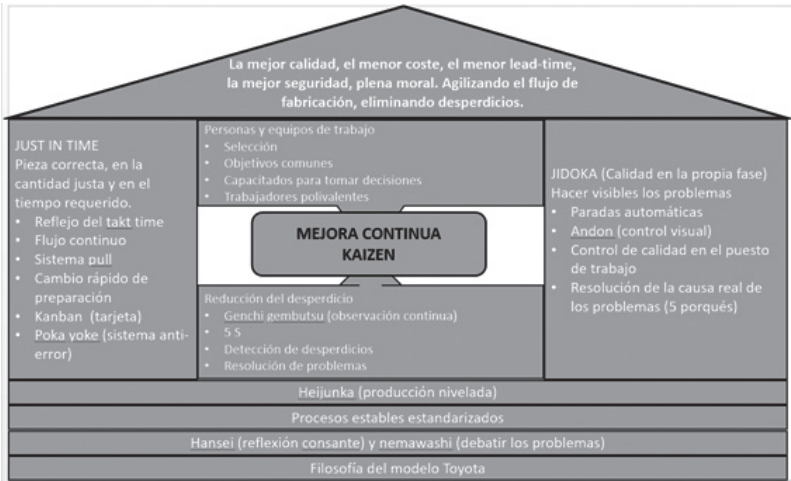 La mejor calidad, el menor coste, el menor lead-time,
la mejor seguridad, plena moral. Agilizando el flujo de
fabricación, eliminando desperdicios.
JUST IN TIME
Pieza correcta, en la
cantidad justa y en el
tiempo requerido.
• Reflejo del takt time
• Flujo continuo
• Sistema pull
• Cambio rápido de
preparación
• Kanban (tarjeta)
• Poka yoke (sistema anti-
error)
Personas y equipos de trabajo
• Selección
• Objetivos comunes
• Capacitados para tomar decisiones
• Trabajadores polivalentes
MEJORA CONTINUA
KAIZEN
Reducción del desperdicio
• Genchi gembutsu (observación continua)
• 5 S
• Detección de desperdicios
• Resolución de problemas
JIDOKA (Calidad en la propia fase)
Hacer visibles los problemas
• Paradas automáticas
• Andon (control visual)
• Control de calidad en el puesto
de trabajo
• Resolución de la causa real de
los problemas (5 porqués)
Heijunka (producción nivelada)
Procesos estables estandarizados
Hansei (reflexión consante) y nemawashi (debatir los problemas)
Filosofía del modelo Toyota